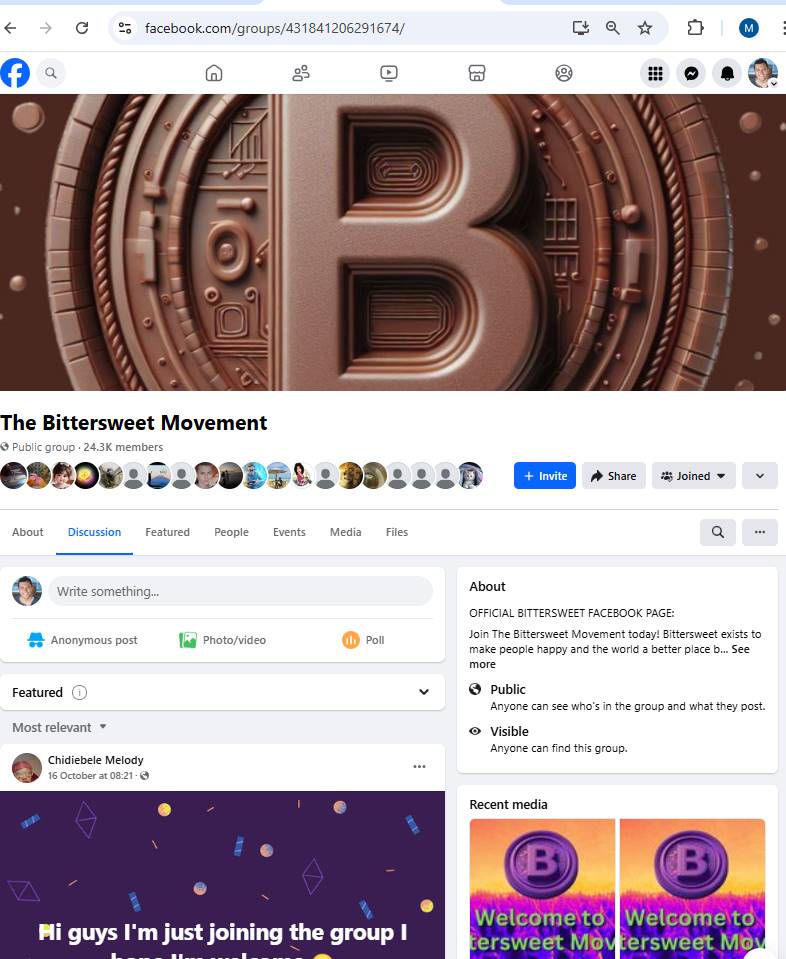 facebook.com/groups/431841206291674/
M
B
The Bittersweet Movement
Public group · 24.3K members
+ Invite
Share
Joined
About
Discussion
Featured
People
Events
Media
Files
Write something...
Anonymous post
Photo/video
Poll
Featured
Most relevant
Chidiebele Melody
16 October at 08:21 ·
Hi guys I'm just joining the group I
hope I'm welcome
About
OFFICIAL BITTERSWEET FACEBOOK PAGE:
Join The Bittersweet Movement today! Bittersweet exists to
make people happy and the world a better place b... See
more
Public
Anyone can see who's in the group and what they post.
Visible
Anyone can find this group.
Recent media
B
Welcome to
tersweet Mov
B
Welcome to
tersweet Mov